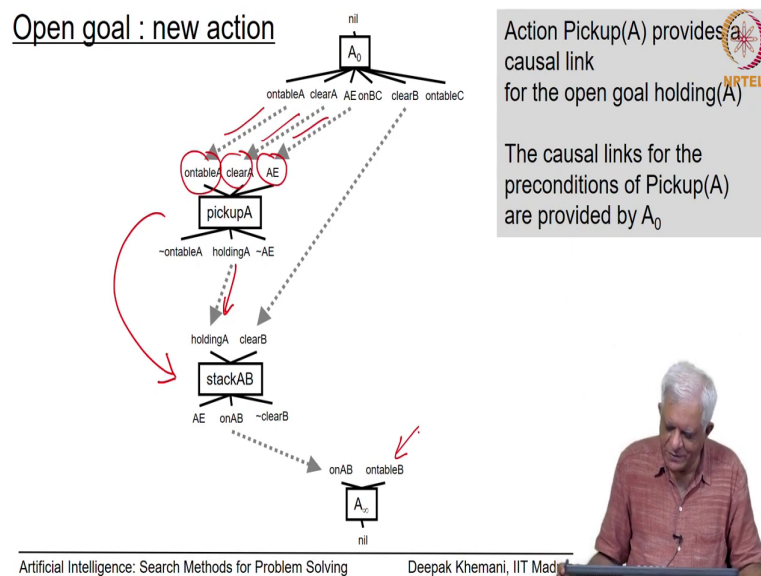 Open goal : new action
nil
A₀
ontableA clearA AE onBC clearB ontableC
ontableA clearA AE
pickupA
~ontableA holdingA ~AE
holdingA clearB
stackAB
AE onAB ~clearB
onAB ontableB
A∞
nil
Action Pickup(A) provides a
causal link
for the open goal holding(A)
The causal links for the
preconditions of Pickup(A)
are provided by A₀
NPTEL
Artificial Intelligence: Search Methods for Problem Solving
Deepak Khemani, IIT Mad